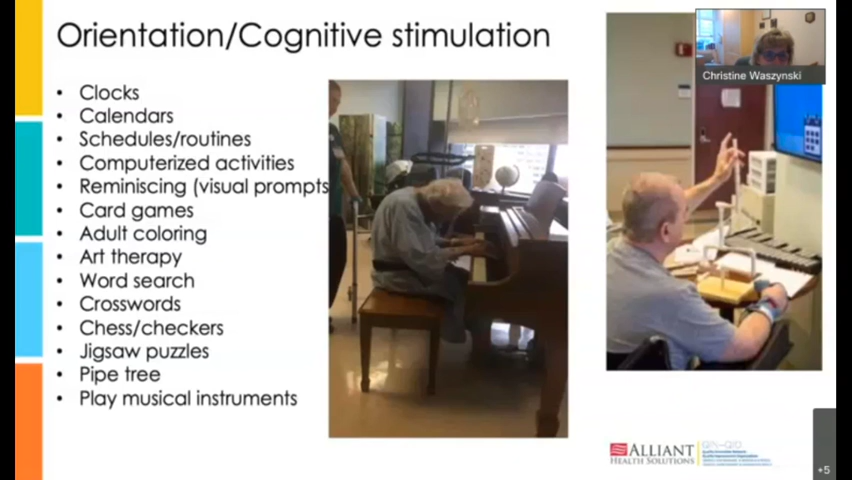 Orientation/Cognitive stimulation
Christine Waszynski
• Clocks
• Calendars
• Schedules/routines
• Computerized activities
• Reminiscing (visual prompts
• Card games
• Adult coloring
• Art therapy
• Word search
• Crosswords
• Chess/checkers
• Jigsaw puzzles
• Pipe tree
• Play musical instruments
ALLIANT
HEALTH SOLUTIONS
+5